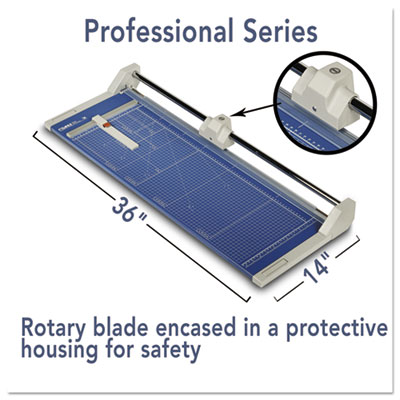 Professional Series
36"
14"
Rotary blade encased in a protective
housing for safety